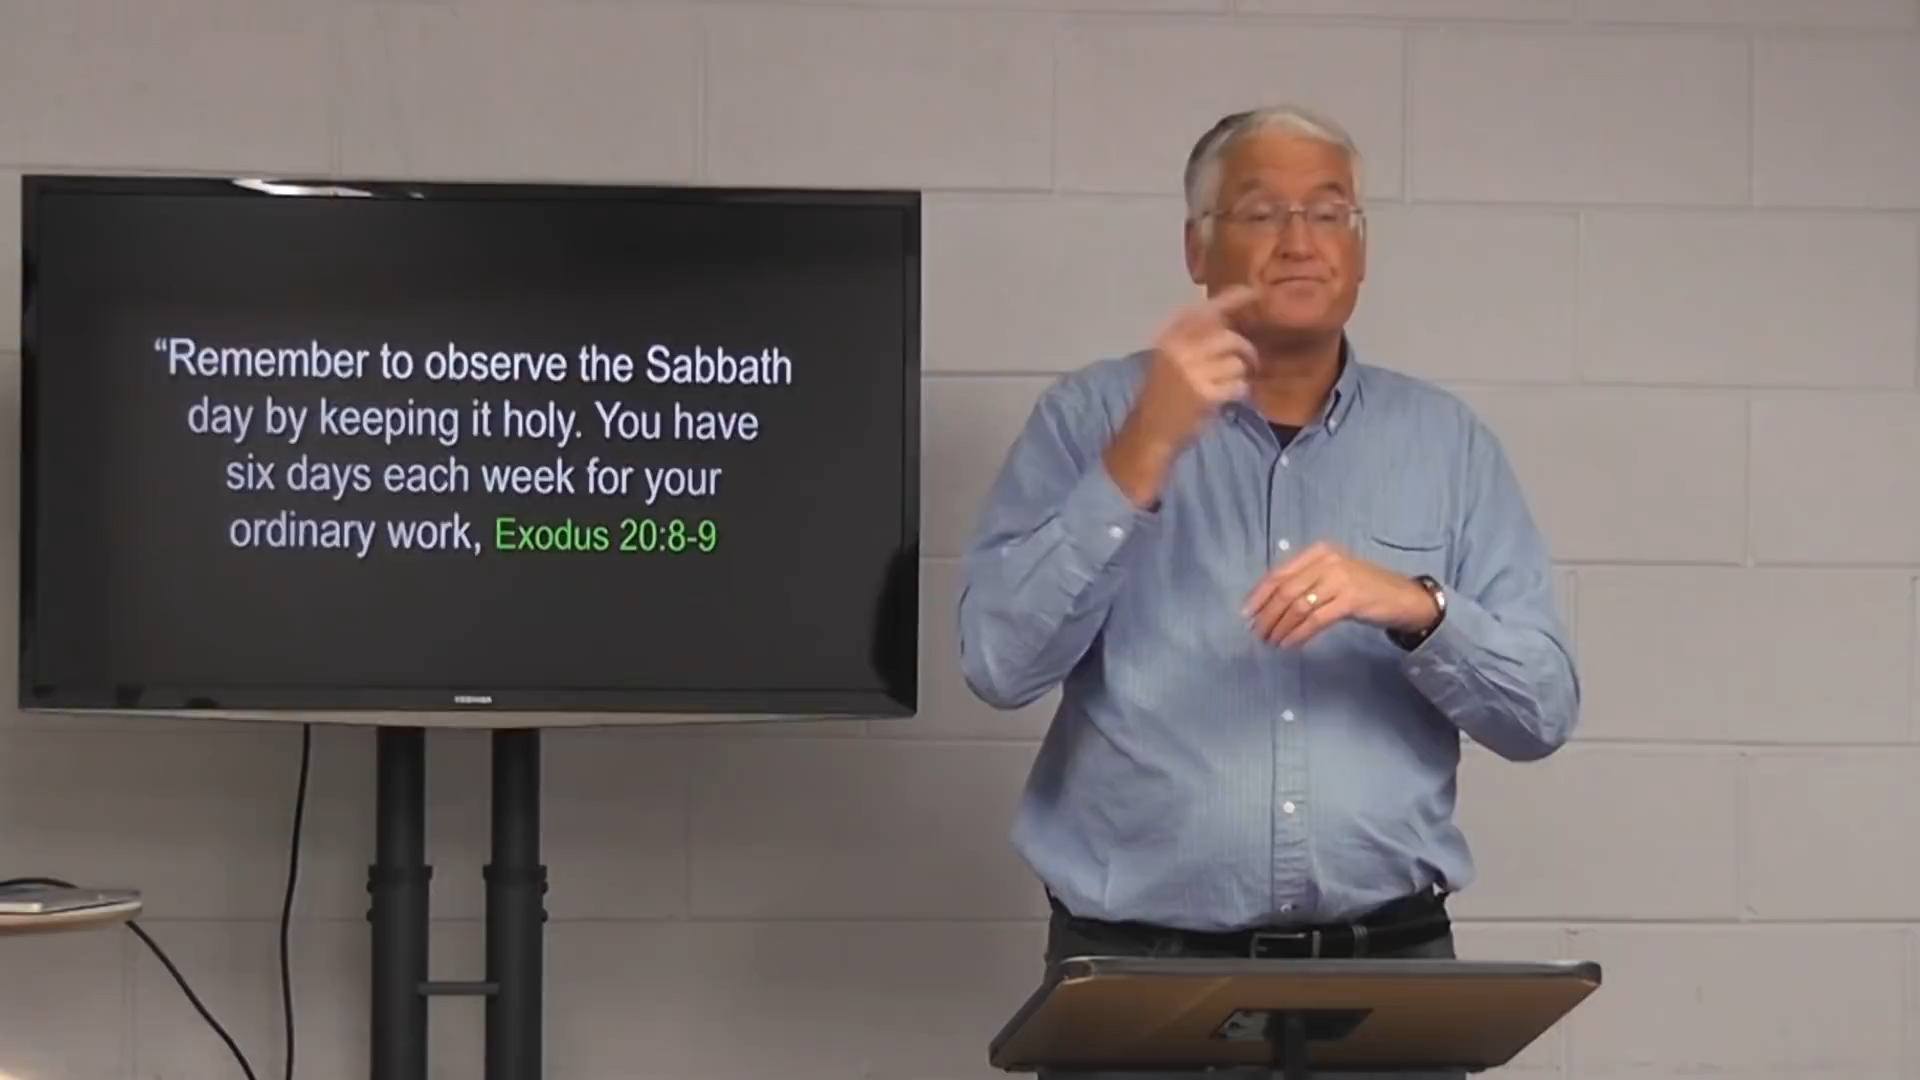 “Remember to observe the Sabbath
day by keeping it holy. You have
six days each week for your
ordinary work, Exodus 20:8-9
TOSHIBA